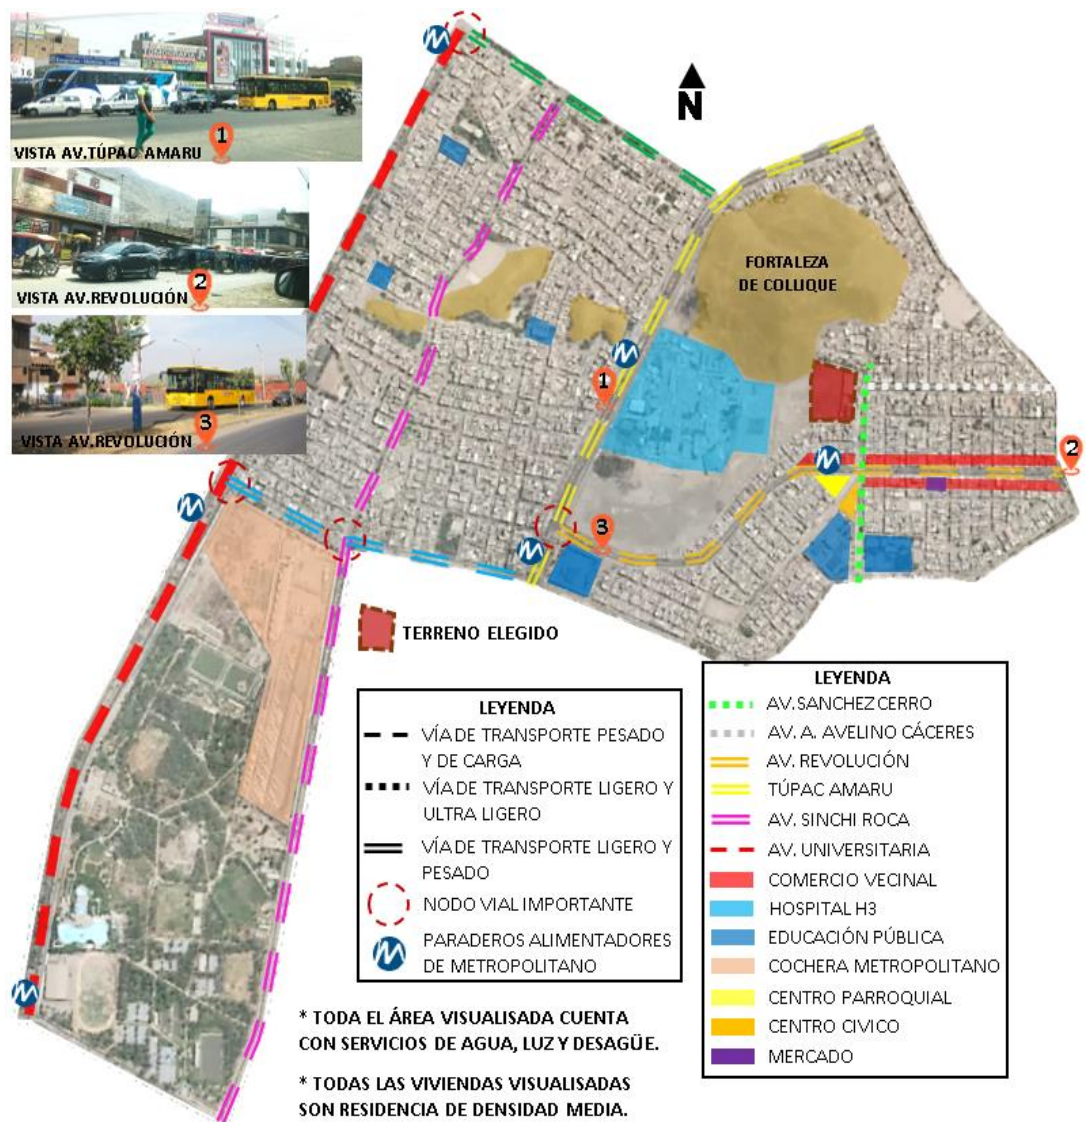 TOMOGRAFIA
1
VISTA AV.TÚPAC AMARU
2
VISTA AV.REVOLUCIÓN
3
VISTA AV.REVOLUCIÓN
N
FORTALEZA
DE COLLIQUE
1
2
3
TERRENO ELEGIDO
LEYENDA
VÍA DE TRANSPORTE PESADO
Y DE CARGA
VÍA DE TRANSPORTE LIGERO Y
ULTRA LIGERO
VÍA DE TRANSPORTE LIGERO Y
PESADO
NODO VIAL IMPORTANTE
PARADEROS ALIMENTADORES
DE METROPOLITANO
LEYENDA
AV.SANCHEZ CERRO
AV. A. AVELINO CÁCERES
AV. REVOLUCIÓN
TÚPAC AMARU
AV. SINCHI ROCA
AV. UNIVERSITARIA
COMERCIO VECINAL
HOSPITAL H3
EDUCACIÓN PÚBLICA
COCHERA METROPOLITANO
CENTRO PARROQUIAL
CENTRO CIVICO
MERCADO
* TODA EL ÁREA VISUALISADA CUENTA
CON SERVICIOS DE AGUA, LUZ Y DESAGÜE.
* TODAS LAS VIVIENDAS VISUALISADAS
SON RESIDENCIA DE DENSIDAD MEDIA.